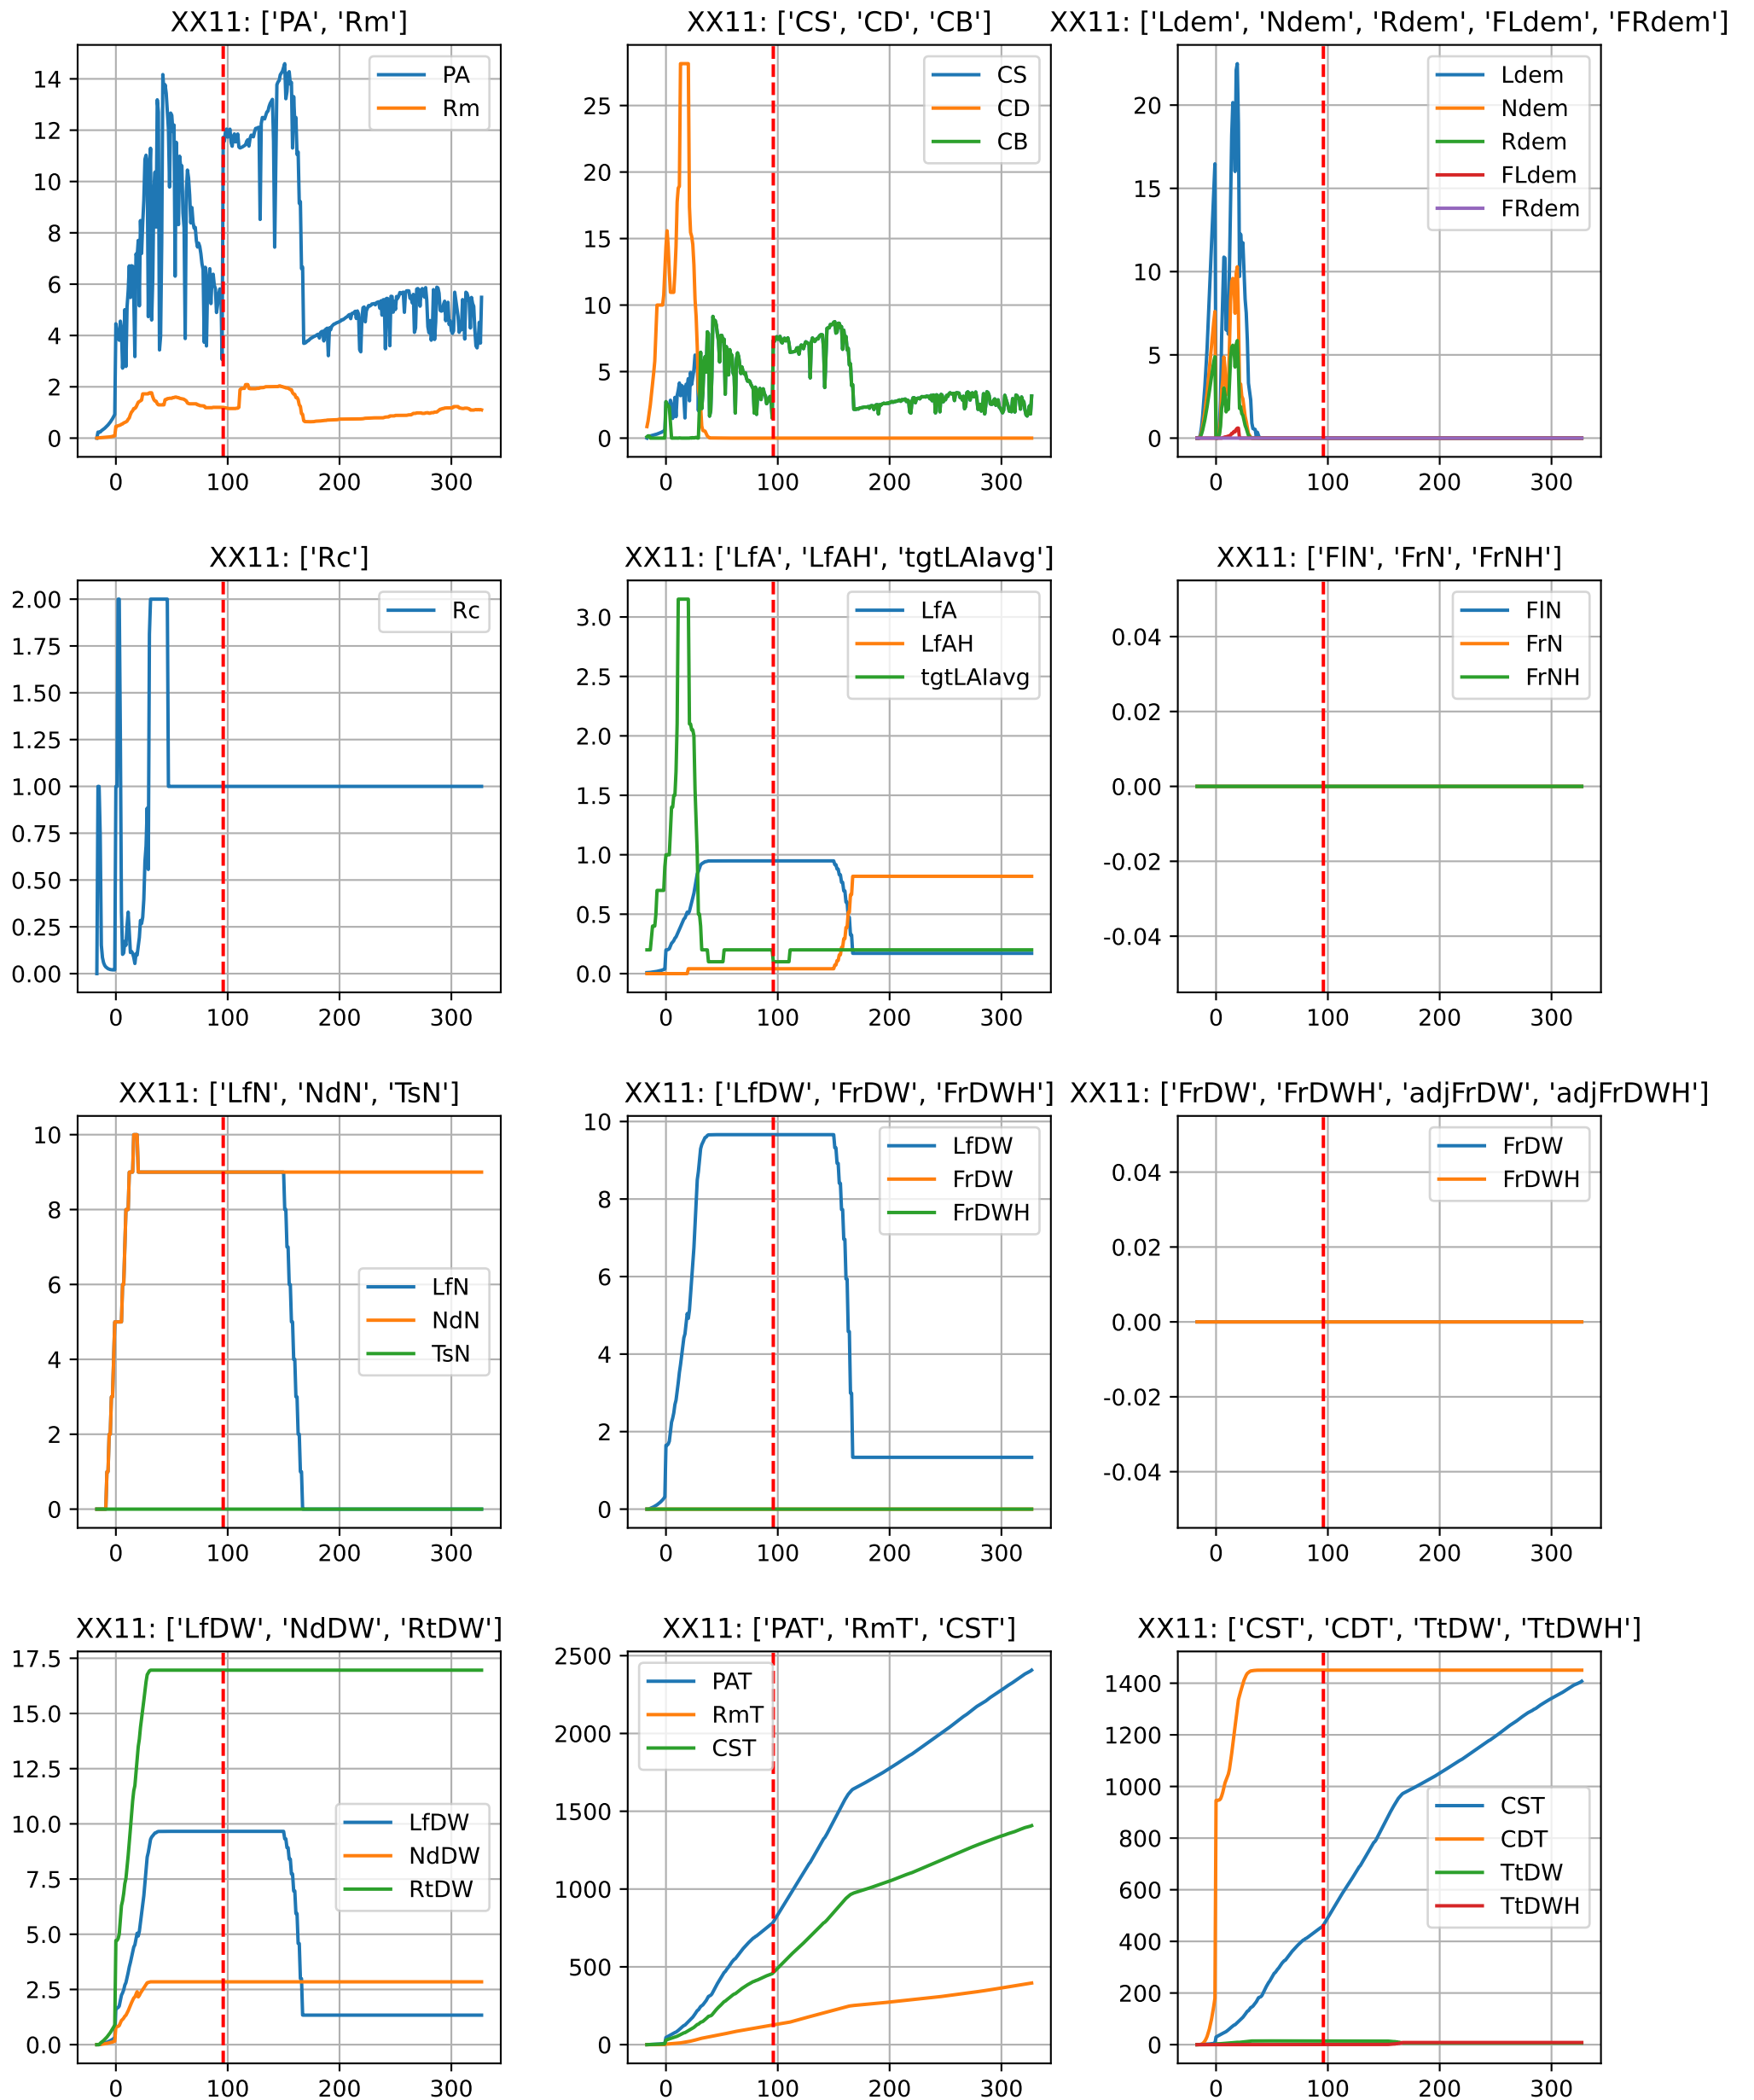 XX11: ['PA', 'Rm']
14
12
10
8
6
4
2
0
0 100 200 300
PA
Rm
XX11: ['CS', 'CD', 'CB']
25
20
15
10
5
0
0 100 200 300
CS
CD
CB
XX11: ['Ldem', 'Ndem', 'Rdem', 'FLdem', 'FRdem']
20
15
10
5
0
0 100 200 300
Ldem
Ndem
Rdem
FLdem
FRdem
XX11: ['Rc']
2.00
1.75
1.50
1.25
1.00
0.75
0.50
0.25
0.00
0 100 200 300
Rc
XX11: ['LfA', 'LfAH', 'tgtLAIavg']
3.0
2.5
2.0
1.5
1.0
0.5
0.0
0 100 200 300
LfA
LfAH
tgtLAIavg
XX11: ['FlN', 'FrN', 'FrNH']
0.04
0.02
0.00
-0.02
-0.04
0 100 200 300
FlN
FrN
FrNH
XX11: ['LfN', 'NdN', 'TsN']
10
8
6
4
2
0
0 100 200 300
LfN
NdN
TsN
XX11: ['LfDW', 'FrDW', 'FrDWH']
10
8
6
4
2
0
0 100 200 300
LfDW
FrDW
FrDWH
XX11: ['FrDW', 'FrDWH', 'adjFrDW', 'adjFrDWH']
0.04
0.02
0.00
-0.02
-0.04
0 100 200 300
FrDW
FrDWH
XX11: ['LfDW', 'NdDW', 'RtDW']
17.5
15.0
12.5
10.0
7.5
5.0
2.5
0.0
0 100 200 300
LfDW
NdDW
RtDW
XX11: ['PAT', 'RmT', 'CST']
2500
2000
1500
1000
500
0
0 100 200 300
PAT
RmT
CST
XX11: ['CST', 'CDT', 'TtDW', 'TtDWH']
1400
1200
1000
800
600
400
200
0
0 100 200 300
CST
CDT
TtDW
TtDWH